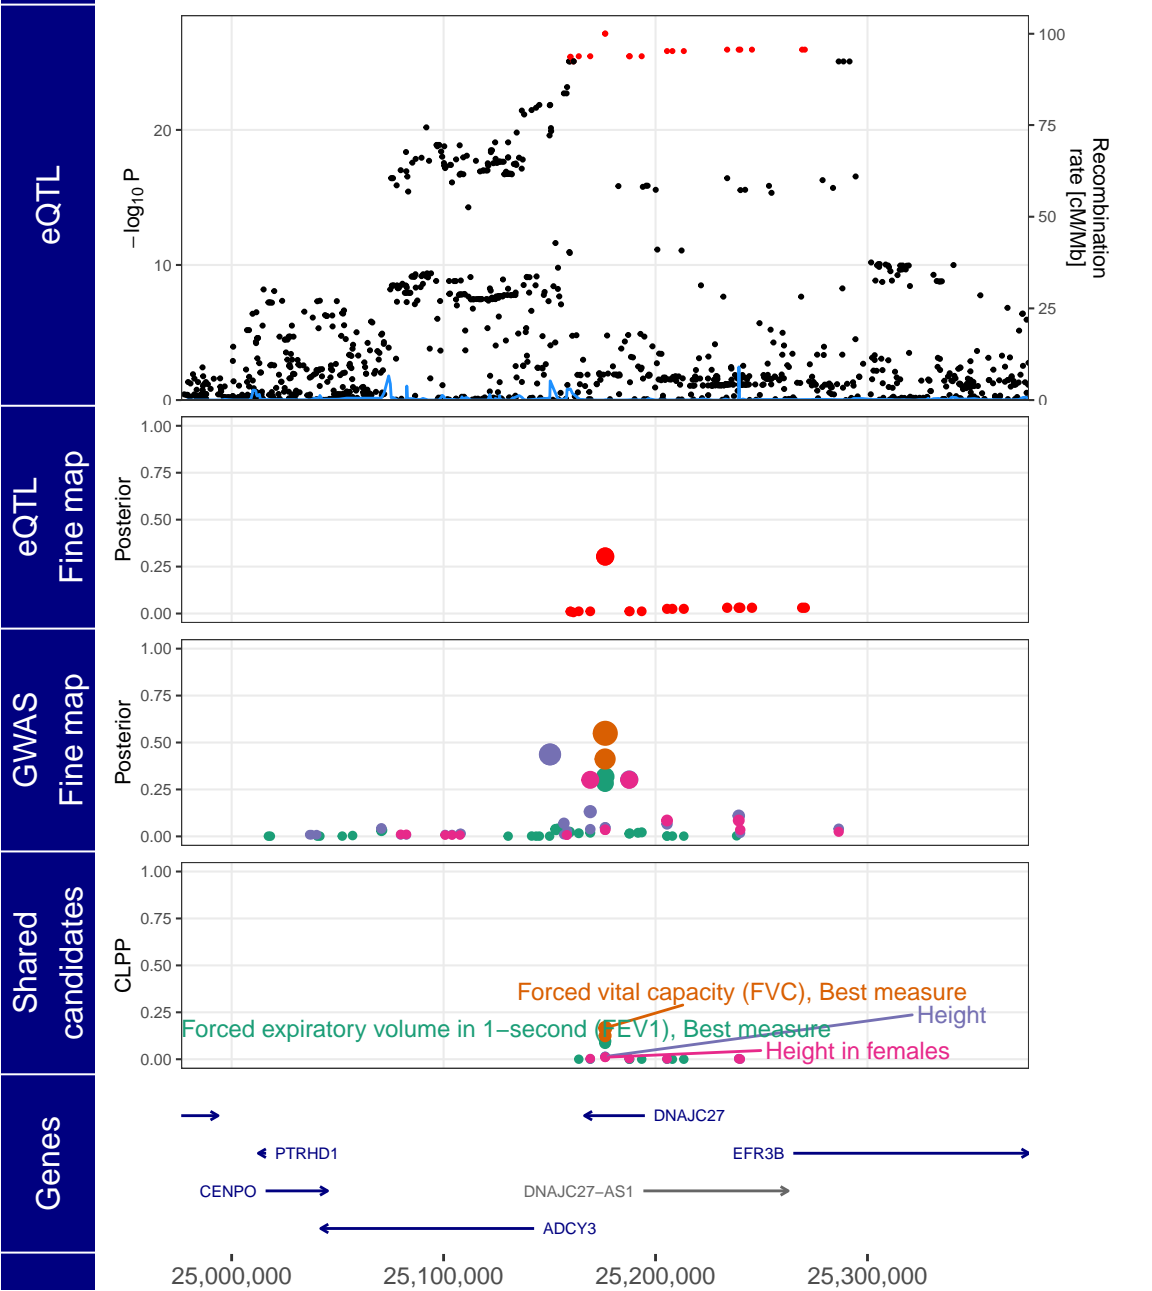 eQTL
−log10 P
0
10
20
0
25
50
75
100
Recombination
rate [cM/Mb]
eQTL
Fine map
Posterior
1.00
0.75
0.50
0.25
0.00
GWAS
Fine map
Posterior
1.00
0.75
0.50
0.25
0.00
Shared
candidates
CLPP
1.00
0.75
0.50
0.25
0.00
Forced vital capacity (FVC), Best measure
Height
Forced expiratory volume in 1−second (FEV1), Best measure
Height in females
Genes
DNAJC27
PTRHD1
EFR3B
CENPO
DNAJC27−AS1
ADCY3
25,000,000
25,100,000
25,200,000
25,300,000